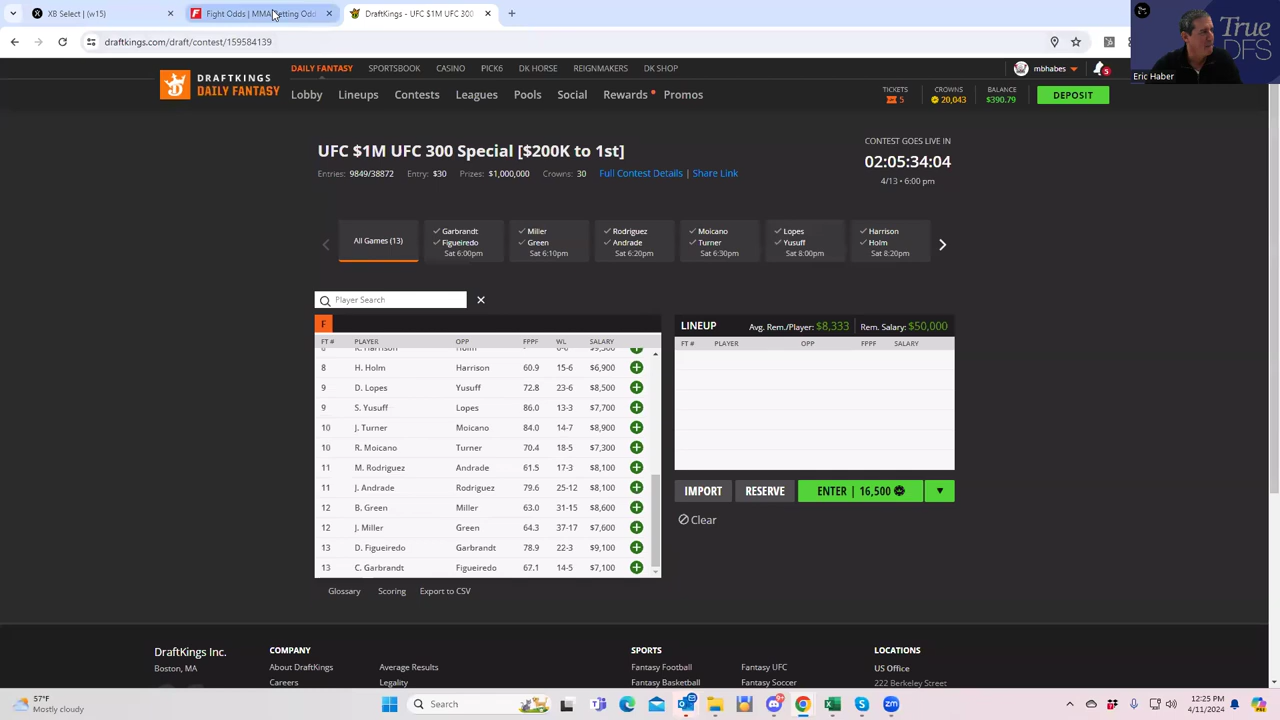 XB Select | (w15)
Fight Odds | MMA Betting Odd
DraftKings - UFC $1M UFC 300
draftkings.com/draft/contest/159584139
True DFS
Eric Haber
DRAFTKINGS
DAILY FANTASY
DAILY FANTASY SPORTSBOOK CASINO PICK6 DK HORSE REIGNMAKERS DK SHOP
mbhabes
5
Lobby Lineups Contests Leagues Pools Social Rewards Promos
TICKETS
5
CROWNS
20,043
BALANCE
$390.79
DEPOSIT
UFC $1M UFC 300 Special [$200K to 1st]
Entries: 9849/38872 Entry: $30 Prizes: $1,000,000 Crowns: 30 Full Contest Details | Share Link
CONTEST GOES LIVE IN
02:05:34:04
4/13 • 6:00 pm
All Games (13)
Garbrandt
Figueiredo
Sat 6:00pm
Miller
Green
Sat 6:10pm
Rodriguez
Andrade
Sat 6:20pm
Moicano
Turner
Sat 6:30pm
Lopes
Yusuff
Sat 8:00pm
Harrison
Holm
Sat 8:20pm
Player Search
F
FT # PLAYER OPP FPPF WL SALARY
8 H. Holm Harrison 60.9 15-6 $6,900
9 D. Lopes Yusuff 72.8 23-6 $8,500
9 S. Yusuff Lopes 86.0 13-3 $7,700
10 J. Turner Moicano 84.0 14-7 $8,900
10 R. Moicano Turner 70.4 18-5 $7,300
11 M. Rodriguez Andrade 61.5 17-3 $8,100
11 J. Andrade Rodriguez 79.6 25-12 $8,100
12 B. Green Miller 63.0 31-15 $8,600
12 J. Miller Green 64.3 37-17 $7,600
13 D. Figueiredo Garbrandt 78.9 22-3 $9,100
13 C. Garbrandt Figueiredo 67.1 14-5 $7,100
Glossary Scoring Export to CSV
LINEUP Avg. Rem./Player: $8,333 Rem. Salary: $50,000
FT # PLAYER OPP FPPF SALARY
IMPORT RESERVE ENTER | 16,500
Clear
DraftKings Inc.
Boston, MA
COMPANY
About DraftKings
Careers
Average Results
Legality
SPORTS
Fantasy Football
Fantasy Basketball
Fantasy UFC
Fantasy Soccer
LOCATIONS
US Office
222 Berkeley Street
57°F
Mostly cloudy
Search
12:25 PM
4/11/2024